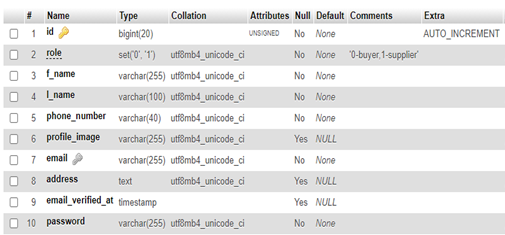 # Name Type Collation Attributes Null Default Comments Extra
1 id bigint(20) UNSIGNED No None AUTO_INCREMENT
2 role set('0', '1') utf8mb4_unicode_ci No None '0-buyer,1-supplier'
3 f_name varchar(255) utf8mb4_unicode_ci No None
4 l_name varchar(100) utf8mb4_unicode_ci No None
5 phone_number varchar(40) utf8mb4_unicode_ci No None
6 profile_image varchar(255) utf8mb4_unicode_ci Yes NULL
7 email varchar(255) utf8mb4_unicode_ci No None
8 address text utf8mb4_unicode_ci Yes NULL
9 email_verified_at timestamp Yes NULL
10 password varchar(255) utf8mb4_unicode_ci No None